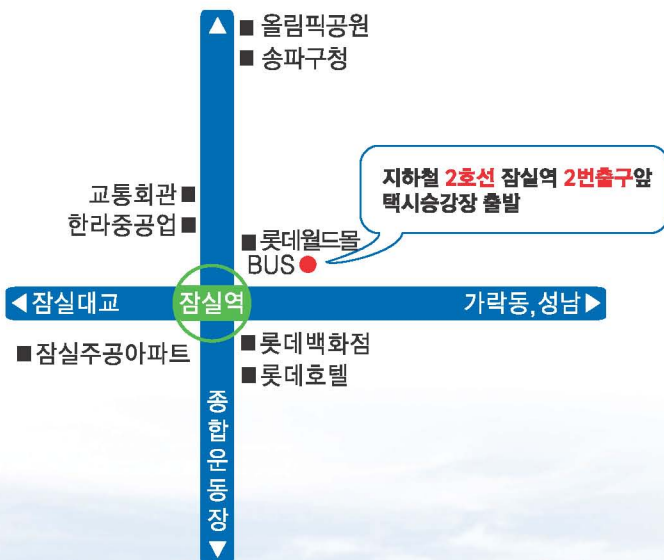 ▲
■ 올림픽공원
■ 송파구청
지하철 2호선 잠실역 2번출구앞
택시승강장 출발
교통회관 ■
한라중공업 ■
■ 롯데월드몰
BUS ●
◀잠실대교
잠실역
가락동,성남▶
■ 잠실주공아파트
■ 롯데백화점
■ 롯데호텔
종합운동장
▼